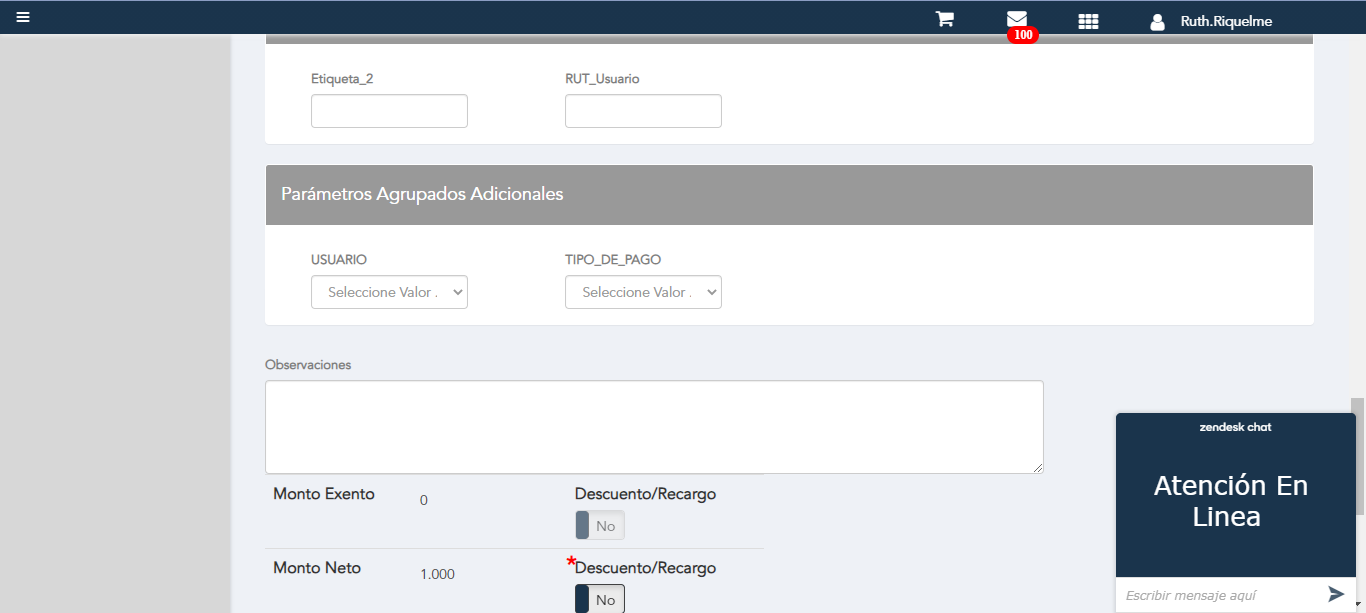 Ruth.Riquelme
100
Etiqueta_2 RUT_Usuario
Parámetros Agrupados Adicionales
USUARIO TIPO_DE_PAGO
Seleccione Valor . Seleccione Valor .
Observaciones
zendesk chat
Atención En
Linea
Monto Exento 0 Descuento/Recargo
No
Monto Neto 1.000 *Descuento/Recargo
No
Escribir mensaje aquí